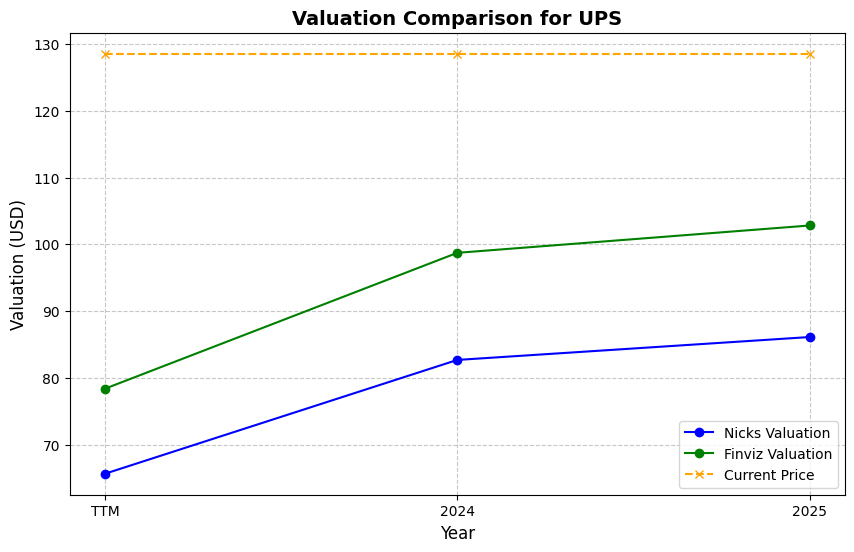 Valuation Comparison for UPS
Valuation (USD)
130
120
110
100
90
80
70
TTM
2024
2025
Year
Nicks Valuation
Finviz Valuation
Current Price